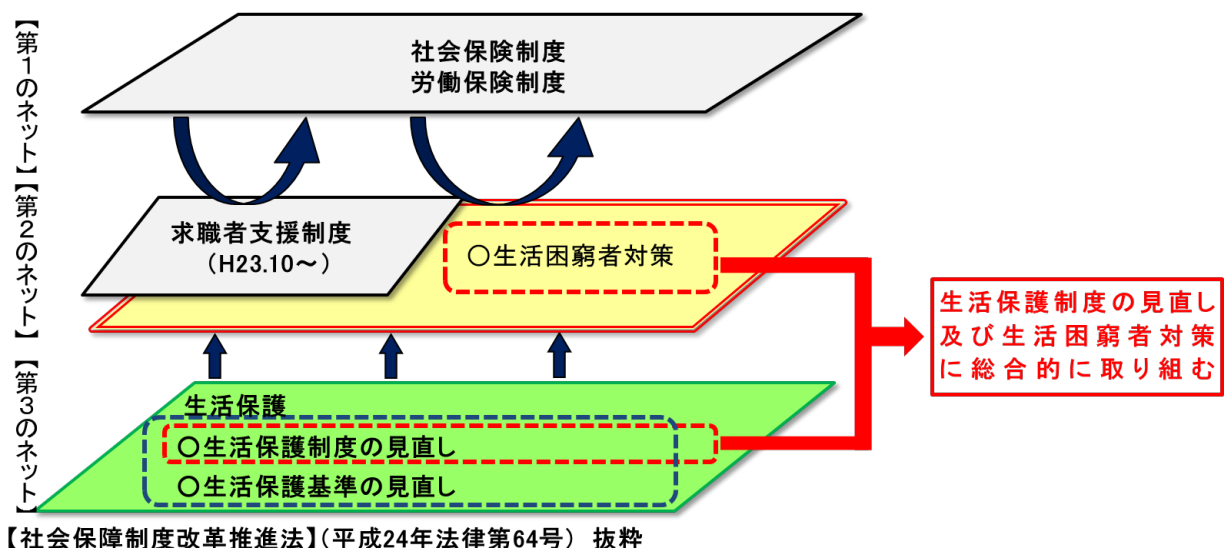 【第1のネット】
社会保険制度
労働保険制度
【第2のネット】
求職者支援制度
（H23.10～）
〇生活困窮者対策
【第3のネット】
生活保護
〇生活保護制度の見直し
〇生活保護基準の見直し
生活保護制度の見直し
及び生活困窮者対策
に総合的に取り組む
【社会保障制度改革推進法】(平成24年法律第64号) 抜粋